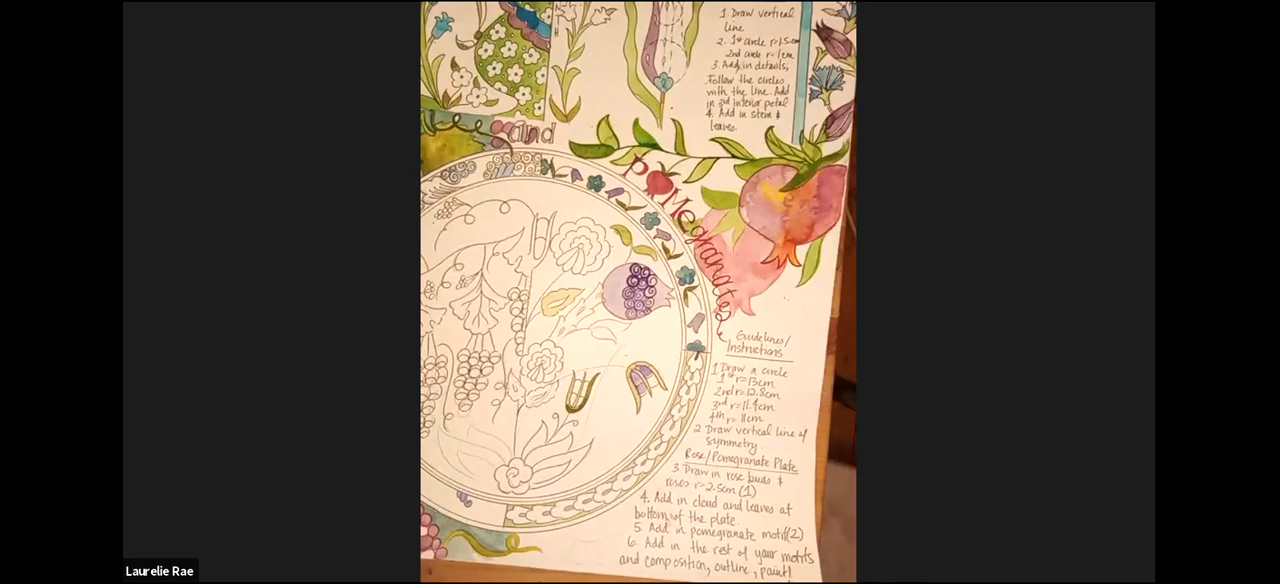 1. Draw vertical
line
2. 1st circle r=1.5cm
2nd circle r=1cm
3. Add in details;
Follow the circles
with the line. Add
in 3rd interior petal
4. Add in stem &
leaves.
and
POMegranates
Guidelines/
Instructions
1 Draw a circle
1st r=13cm
2nd r=12.8cm
3rd r=11.4cm
4th r=11cm
2 Draw vertical line of
symmetry.
Rose/Pomegranate Plate
3. Draw in rose buds &
roses r=2.5cm (1)
4. Add in cloud and leaves at
bottom of the plate.
5. Add in pomegranate motif(2)
6. Add in the rest of your motifs
and composition, outline, paint!
Laurelie Rae